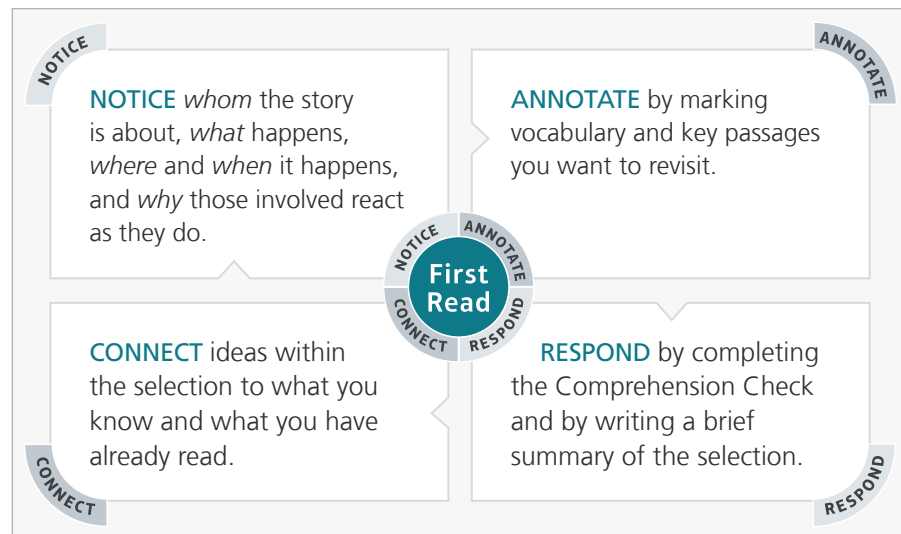 NOTICE
NOTICE whom the story
is about, what happens,
where and when it happens,
and why those involved react
as they do.
ANNOTATE
ANNOTATE by marking
vocabulary and key passages
you want to revisit.
NOTICE
ANNOTATE
First
Read
CONNECT
RESPOND
CONNECT ideas within
the selection to what you
know and what you have
already read.
CONNECT
RESPOND by completing
the Comprehension Check
and by writing a brief
summary of the selection.
RESPOND